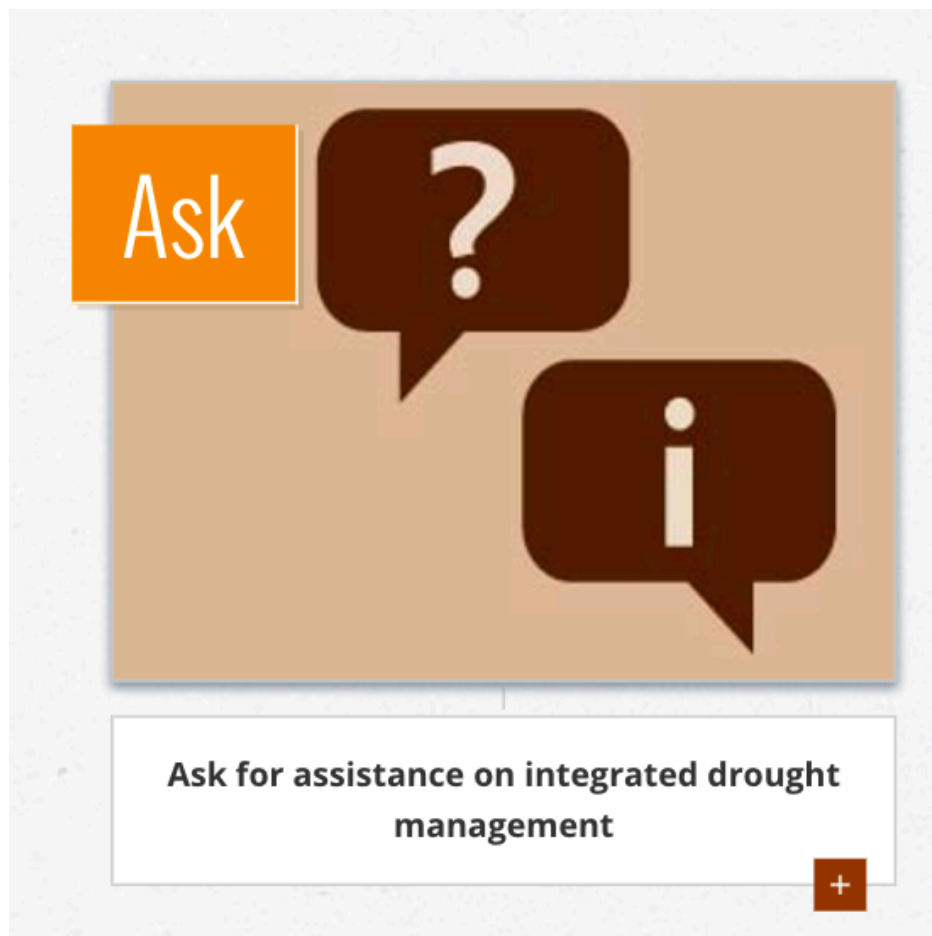 Ask
?
i
Ask for assistance on integrated drought
management
+